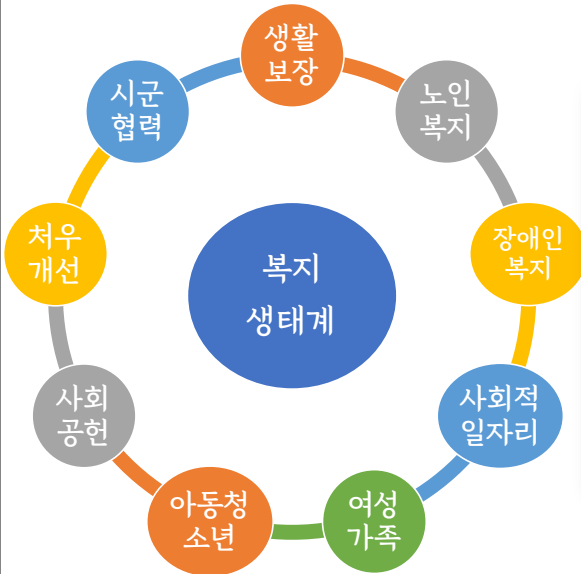 생활
보장
노인
복지
장애인
복지
사회적
일자리
여성
가족
아동청
소년
사회
공헌
처우
개선
시군
협력
복지
생태계